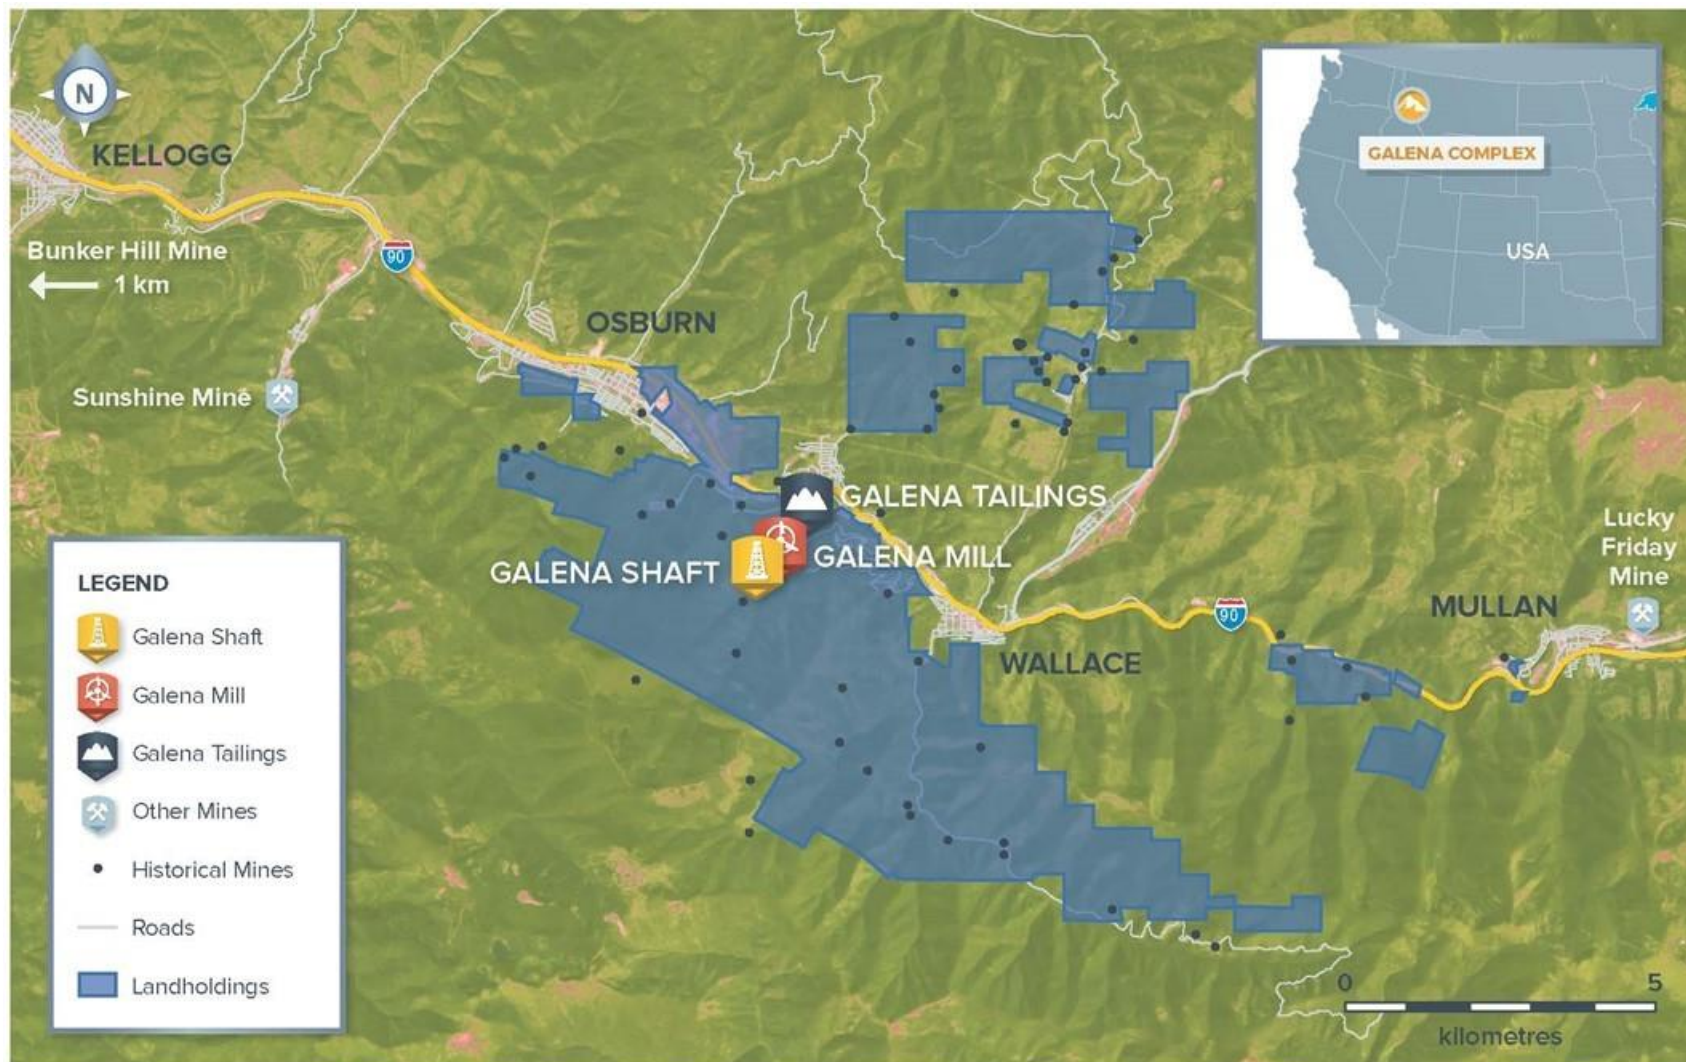 N
KELLOGG
Bunker Hill Mine
1 km
90
OSBURN
Sunshine Mine
GALENA COMPLEX
USA
GALENA TAILINGS
GALENA MILL
GALENA SHAFT
WALLACE
90
MULLAN
Lucky
Friday
Mine
LEGEND
Galena Shaft
Galena Mill
Galena Tailings
Other Mines
Historical Mines
Roads
Landholdings
0 5
kilometres